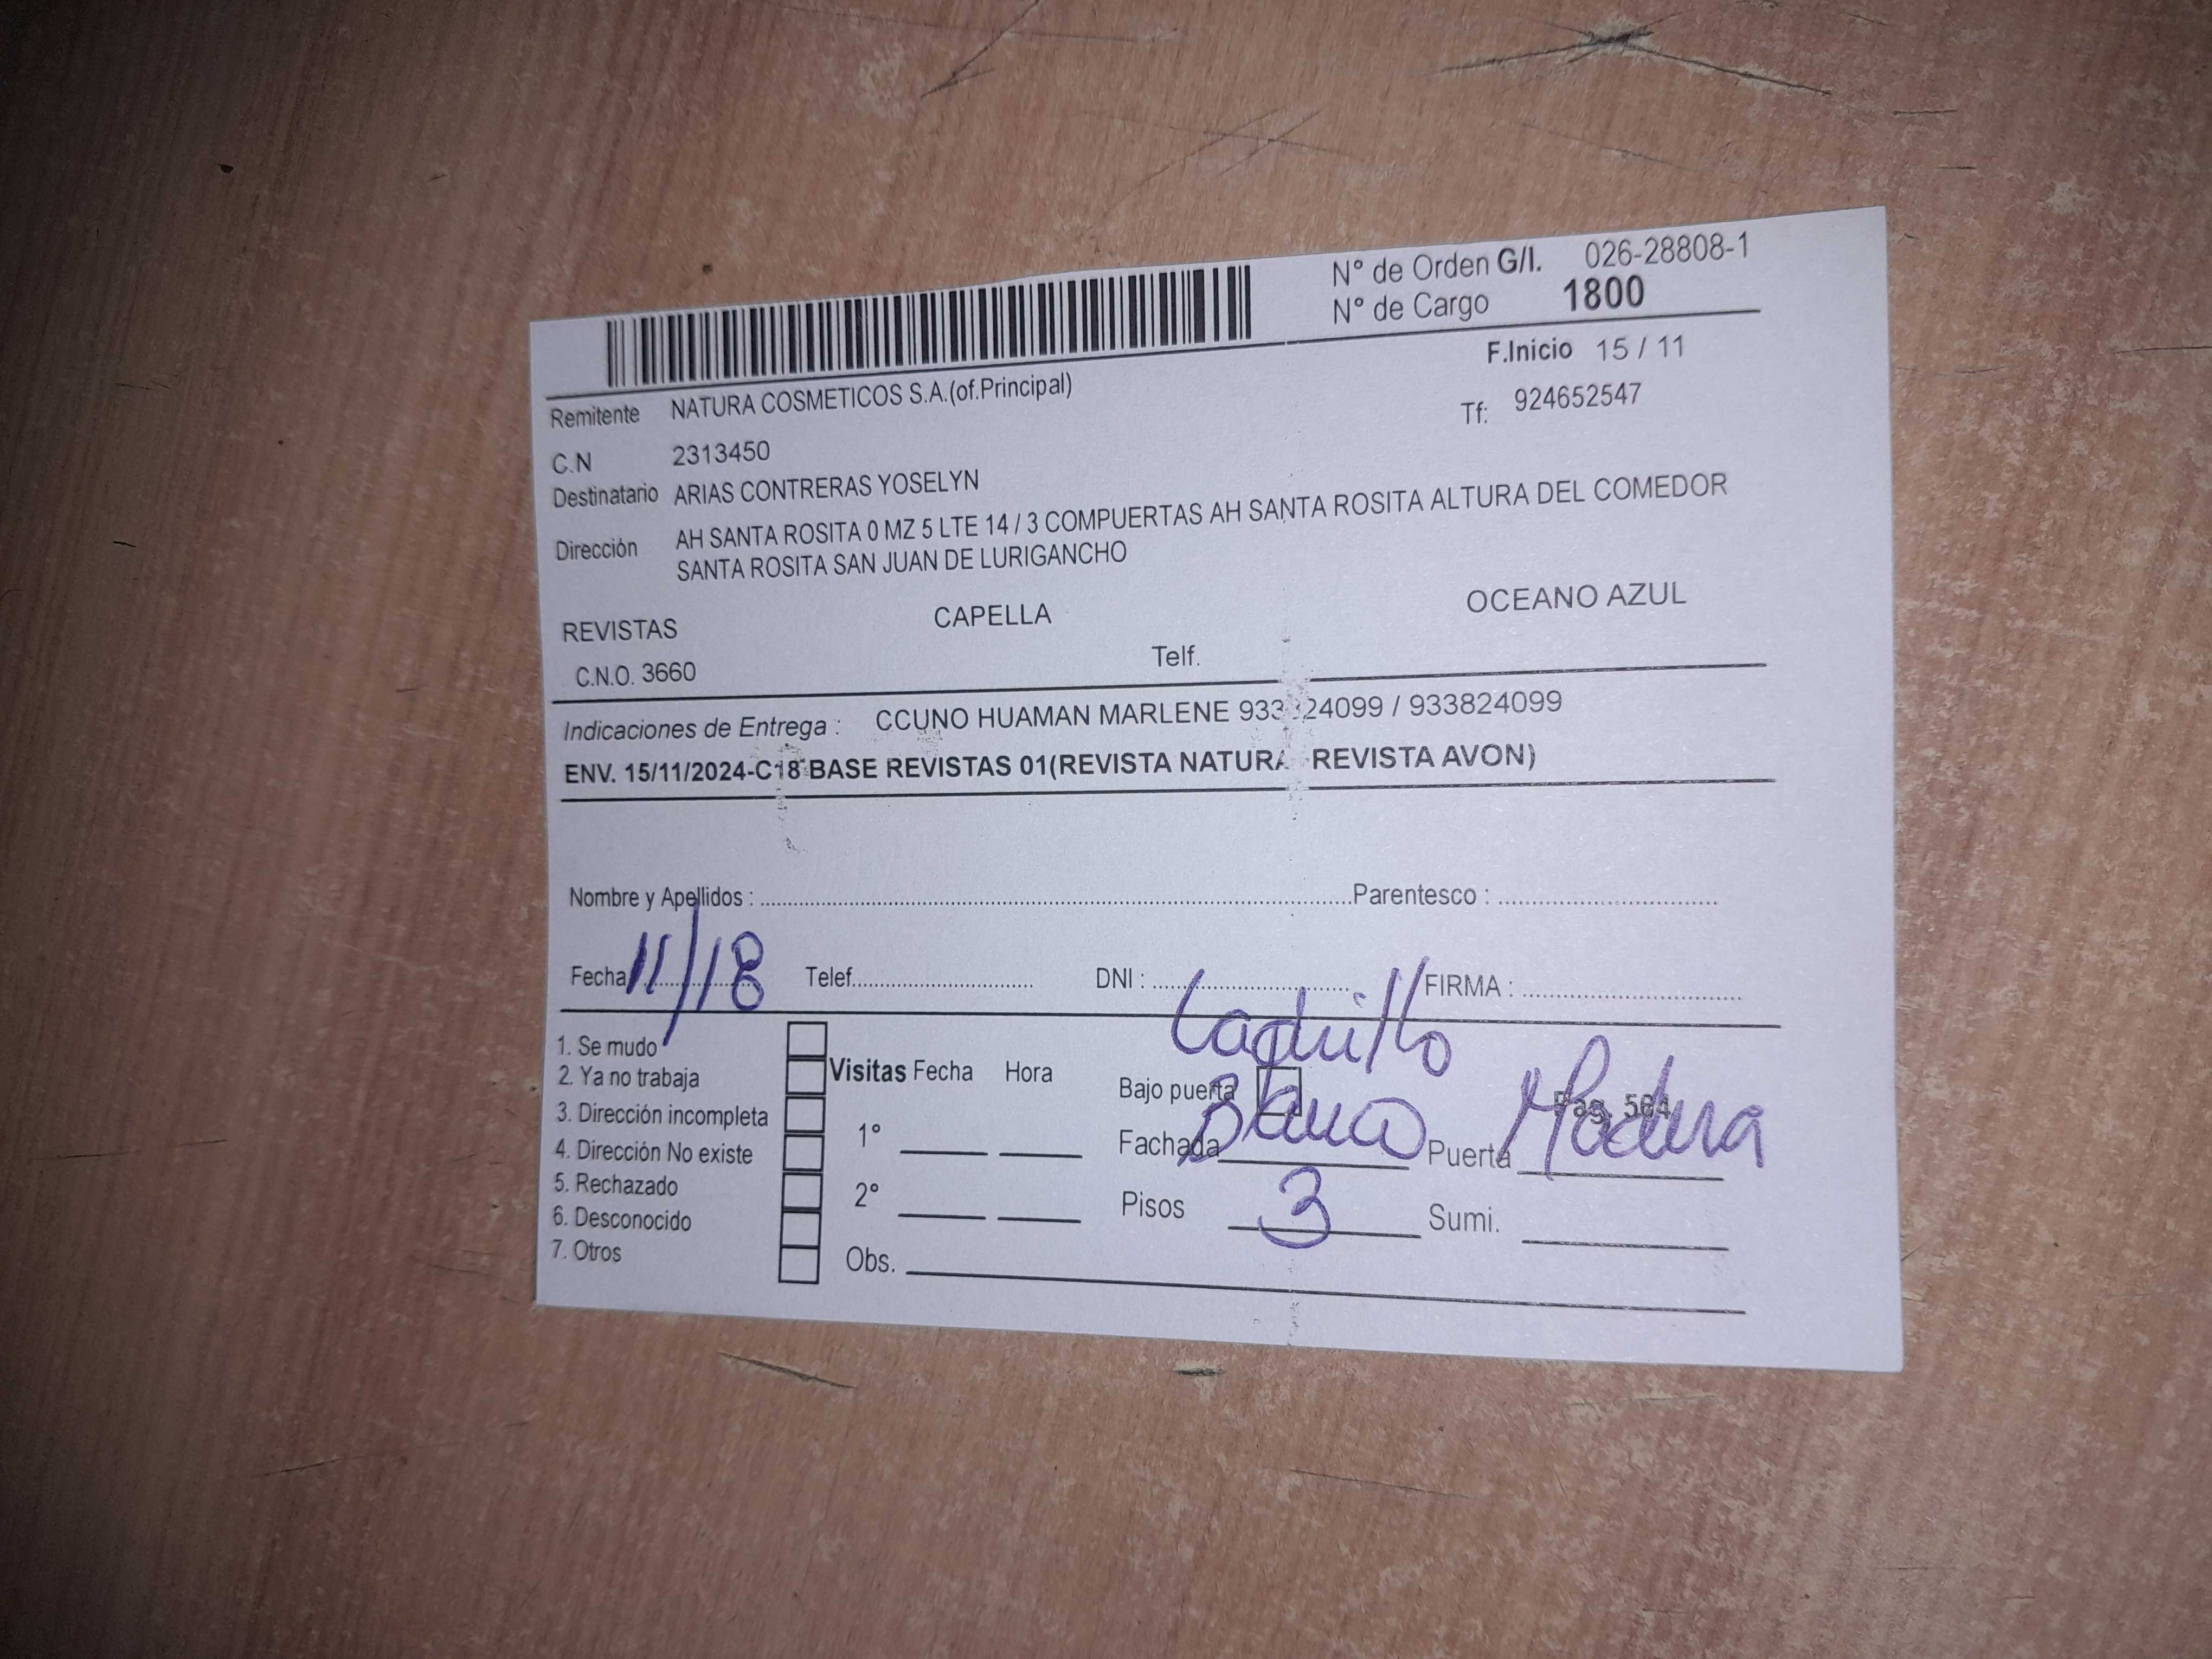 N° de Orden G/I. 026-28808-1
N° de Cargo 1800
F.Inicio 15 / 11
Remitente NATURA COSMETICOS S.A.(of.Principal)
Tf: 924652547
C.N 2313450
Destinatario ARIAS CONTRERAS YOSELYN
Dirección AH SANTA ROSITA 0 MZ 5 LTE 14 / 3 COMPUERTAS AH SANTA ROSITA ALTURA DEL COMEDOR
SANTA ROSITA SAN JUAN DE LURIGANCHO
REVISTAS CAPELLA OCEANO AZUL
C.N.O. 3660 Telf.
Indicaciones de Entrega : CCUNO HUAMAN MARLENE 933824099 / 933824099
ENV. 15/11/2024-C18 BASE REVISTAS 01(REVISTA NATURA REVISTA AVON)
Nombre y Apellidos : Parentesco :
Fecha 11/18 Telef. DNI : FIRMA :
Ladrillo
1. Se mudo
2. Ya no trabaja
3. Dirección incompleta
4. Dirección No existe
5. Rechazado
6. Desconocido
7. Otros
Visitas Fecha Hora
1°
2°
Obs.
Bajo puerta Pag. 564
Fachada Blanco Puerta Madera
Pisos 3 Sumi.